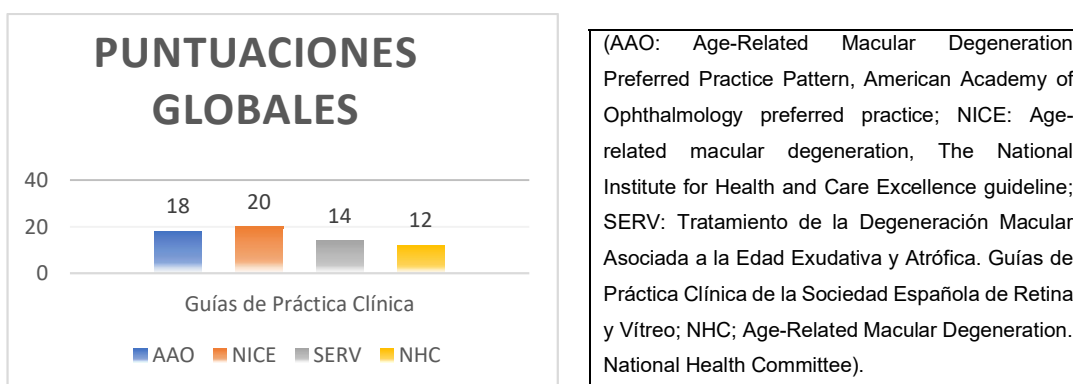 PUNTUACIONES
GLOBALES
40
20
0
18
20
14
12
Guías de Práctica Clínica
AAO NICE SERV NHC
(AAO: Age-Related Macular Degeneration
Preferred Practice Pattern, American Academy of
Ophthalmology preferred practice; NICE: Age-
related macular degeneration, The National
Institute for Health and Care Excellence guideline;
SERV: Tratamiento de la Degeneración Macular
Asociada a la Edad Exudativa y Atrófica. Guías de
Práctica Clínica de la Sociedad Española de Retina
y Vítreo; NHC; Age-Related Macular Degeneration.
National Health Committee).